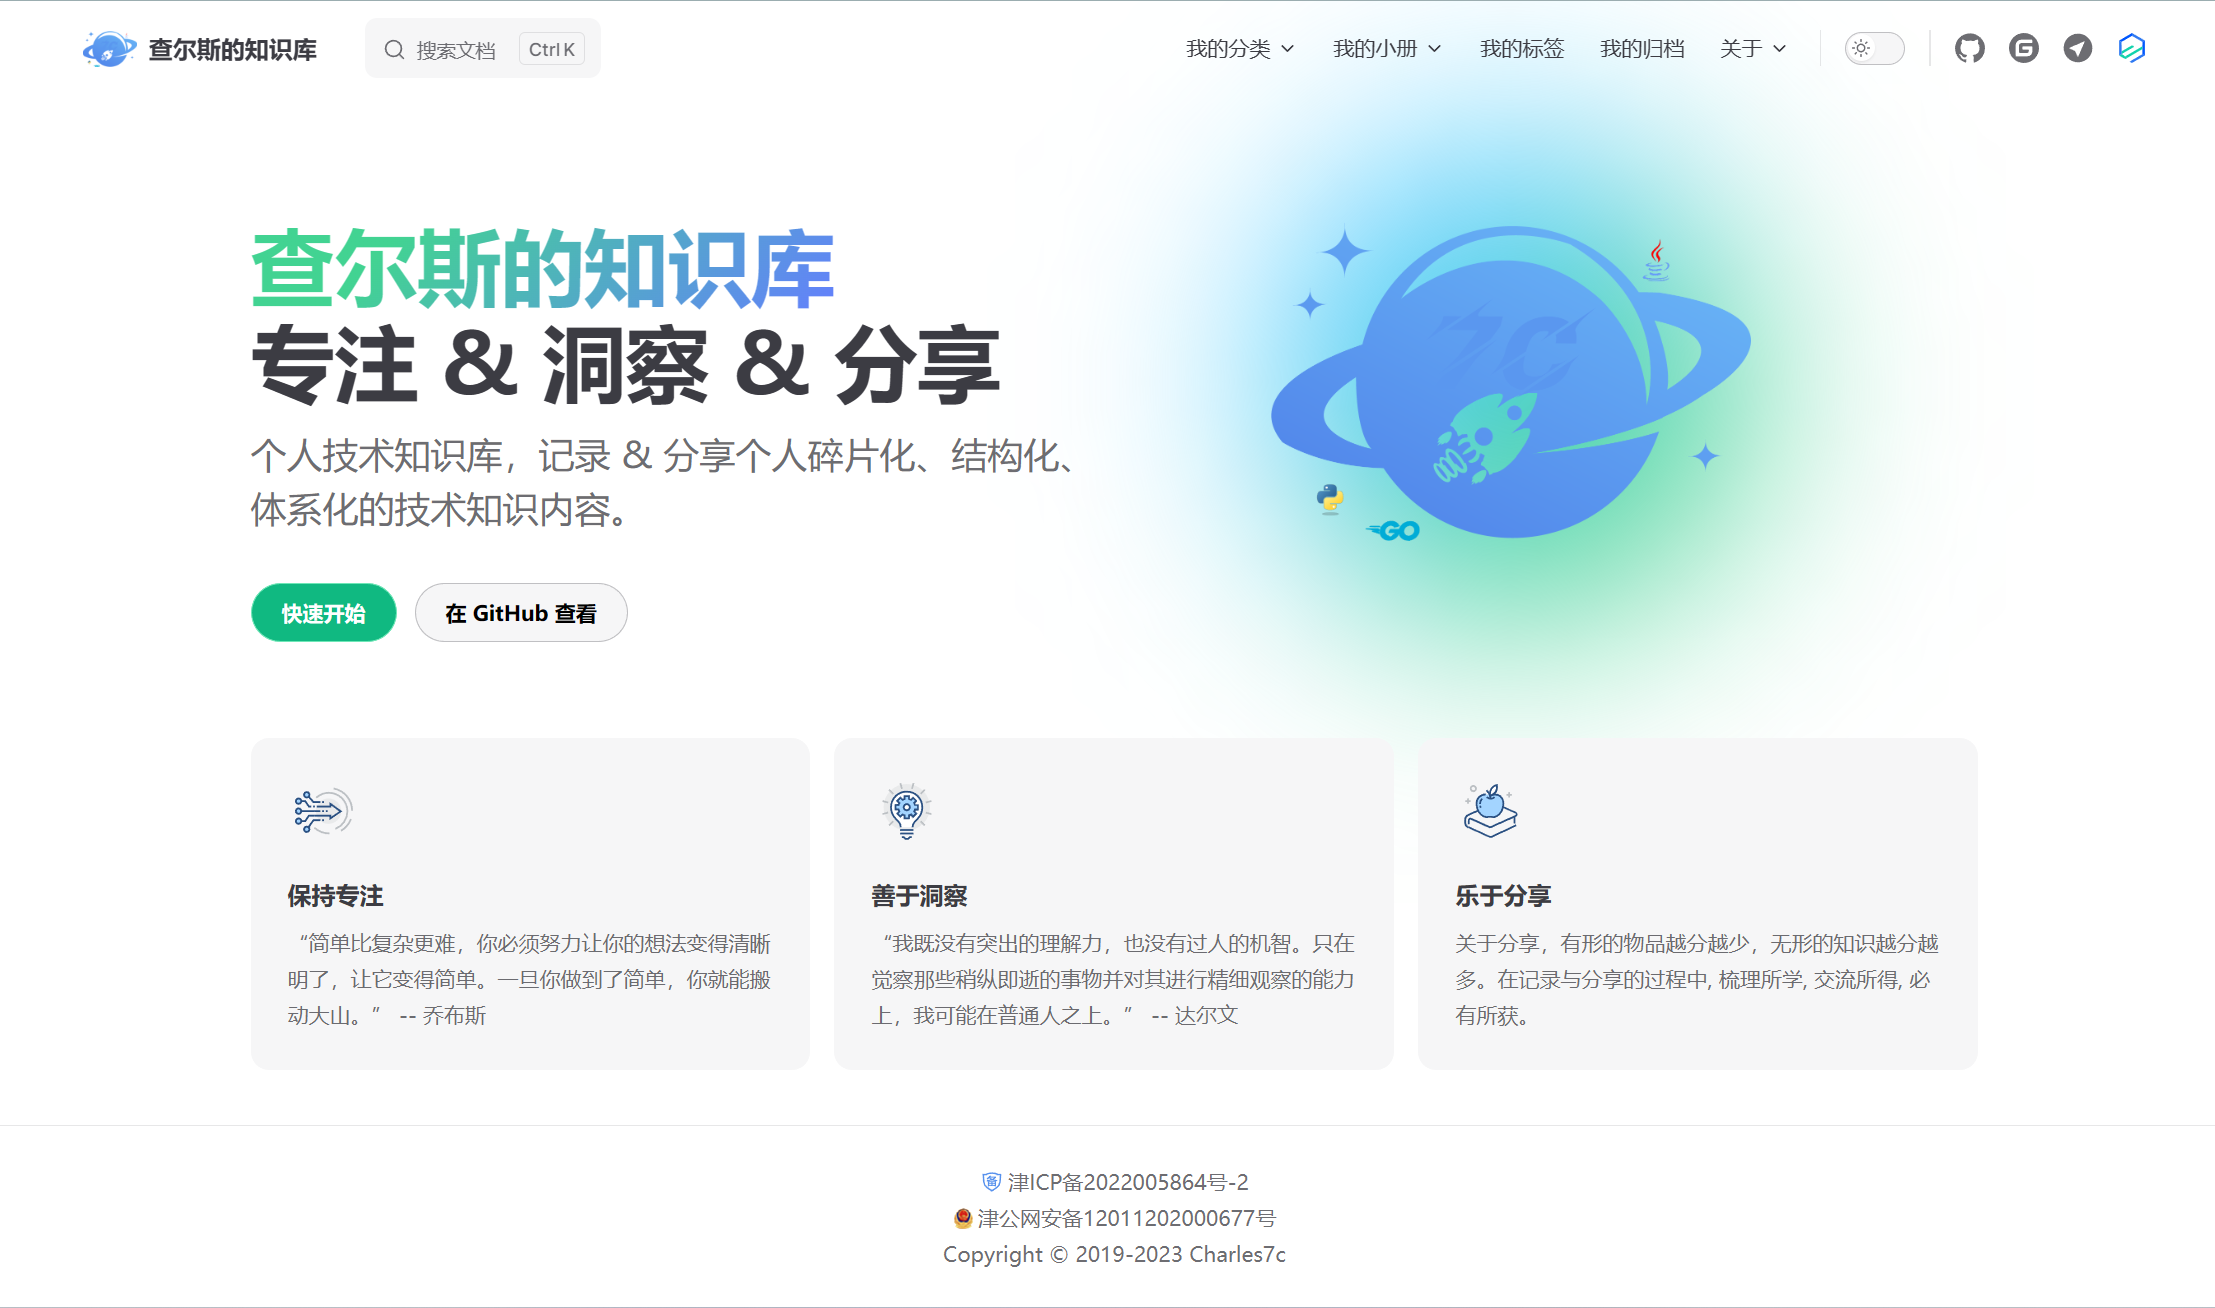 查尔斯的知识库
搜索文档 Ctrl K
我的分类 我的小册 我的标签 我的归档 关于
查尔斯的知识库
专注 & 洞察 & 分享
个人技术知识库，记录 & 分享个人碎片化、结构化、
体系化的技术知识内容。
快速开始
在 GitHub 查看
7C
GO
保持专注
“简单比复杂更难，你必须努力让你的想法变得清晰
明了，让它变得简单。一旦你做到了简单，你就能搬
动大山。” -- 乔布斯
善于洞察
“我既没有突出的理解力，也没有过人的机智。只在
觉察那些稍纵即逝的事物并对其进行精细观察的能力
上，我可能在普通人之上。” -- 达尔文
乐于分享
关于分享，有形的物品越分越少，无形的知识越分越
多。在记录与分享的过程中, 梳理所学, 交流所得, 必
有所获。
津ICP备2022005864号-2
津公网安备12011202000677号
Copyright © 2019-2023 Charles7c